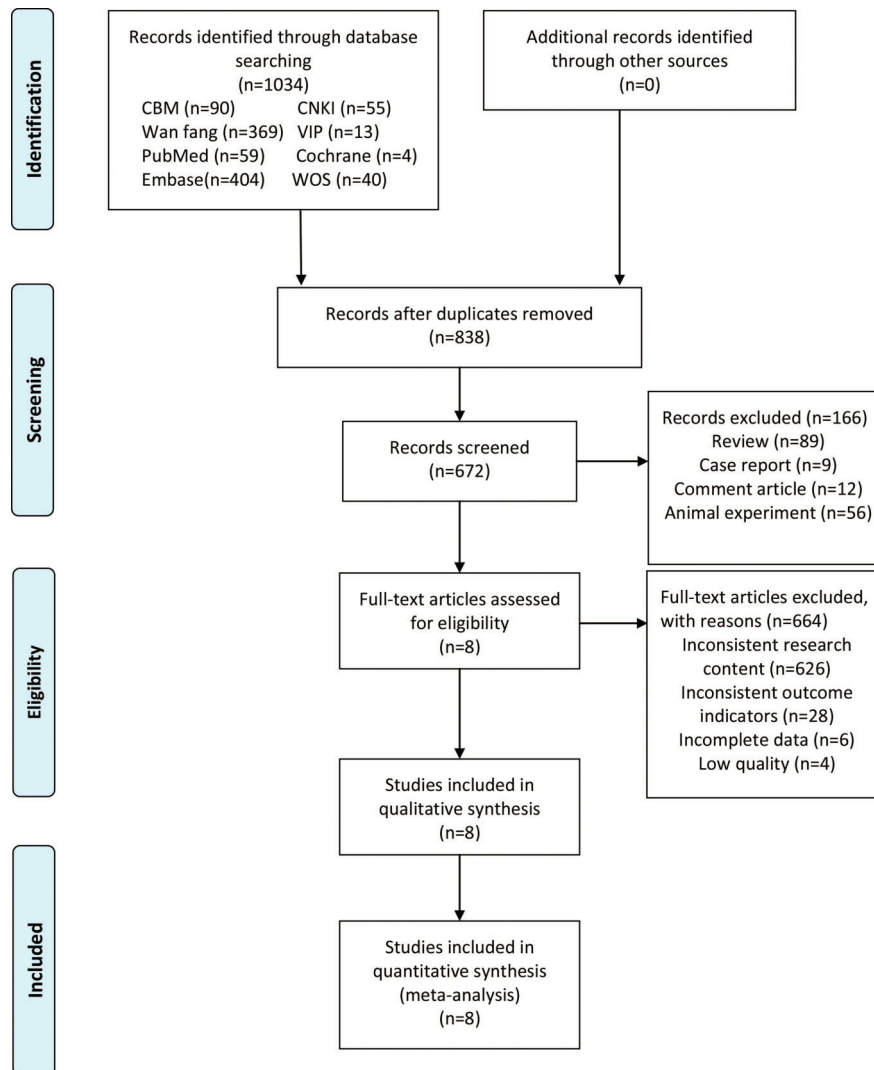 Identification
Records identified through database
searching
(n=1034)
CBM (n=90) CNKI (n=55)
Wan fang (n=369) VIP (n=13)
PubMed (n=59) Cochrane (n=4)
Embase(n=404) WOS (n=40)
Additional records identified
through other sources
(n=0)
Screening
Records after duplicates removed
(n=838)
Records screened
(n=672)
Records excluded (n=166)
Review (n=89)
Case report (n=9)
Comment article (n=12)
Animal experiment (n=56)
Eligibility
Full-text articles assessed
for eligibility
(n=8)
Full-text articles excluded,
with reasons (n=664)
Inconsistent research
content (n=626)
Inconsistent outcome
indicators (n=28)
Incomplete data (n=6)
Low quality (n=4)
Studies included in
qualitative synthesis
(n=8)
Included
Studies included in
quantitative synthesis
(meta-analysis)
(n=8)